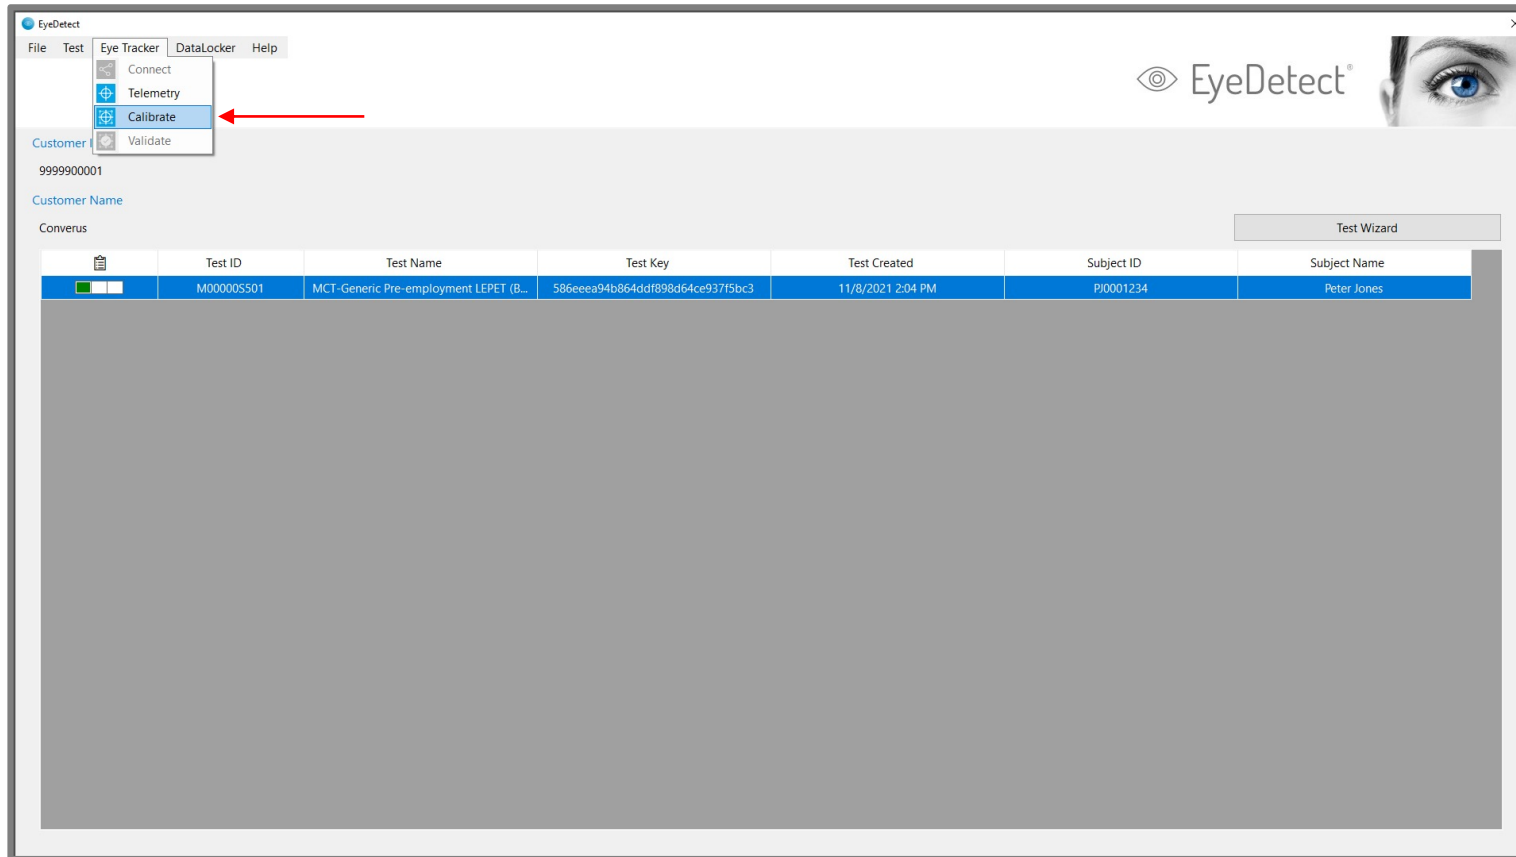 EyeDetect
File Test Eye Tracker DataLocker Help
Connect
Telemetry
Calibrate
Validate
EyeDetect®
Customer
9999900001
Customer Name
Converus
Test Wizard
Test ID Test Name Test Key Test Created Subject ID Subject Name
M00000S501 MCT-Generic Pre-employment LEPET (B... 586eeea94b864ddf898d64ce937f5bc3 11/8/2021 2:04 PM PJ0001234 Peter Jones